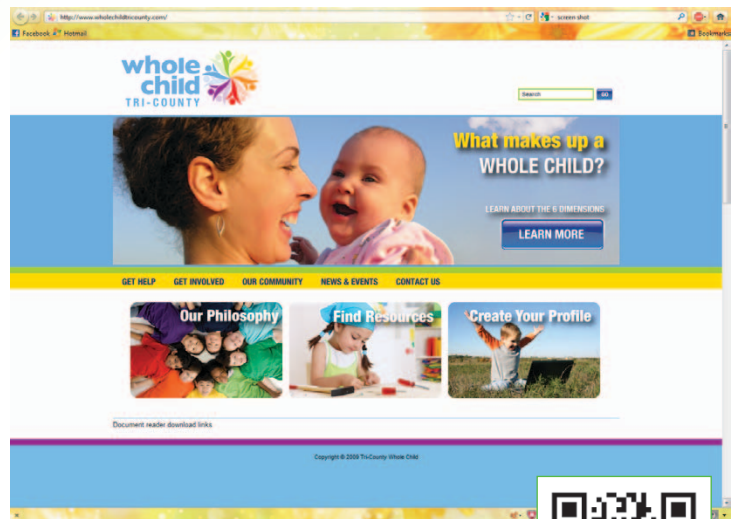 http://www.wholechildtricounty.com/
screen shot
Facebook Hotmail
Bookmarks
whole
child
TRI-COUNTY
Search GO
What makes up a
WHOLE CHILD?
LEARN ABOUT THE 6 DIMENSIONS
LEARN MORE
GET HELP GET INVOLVED OUR COMMUNITY NEWS & EVENTS CONTACT US
Our Philosophy Find Resources Create Your Profile
Document reader download links
Copyright © 2009 Tri-County Whole Child